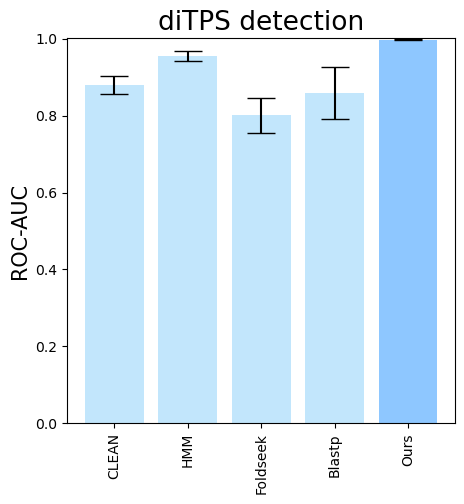 diTPS detection
ROC-AUC
1.0
0.8
0.6
0.4
0.2
0.0
CLEAN
HMM
Foldseek
Blastp
Ours